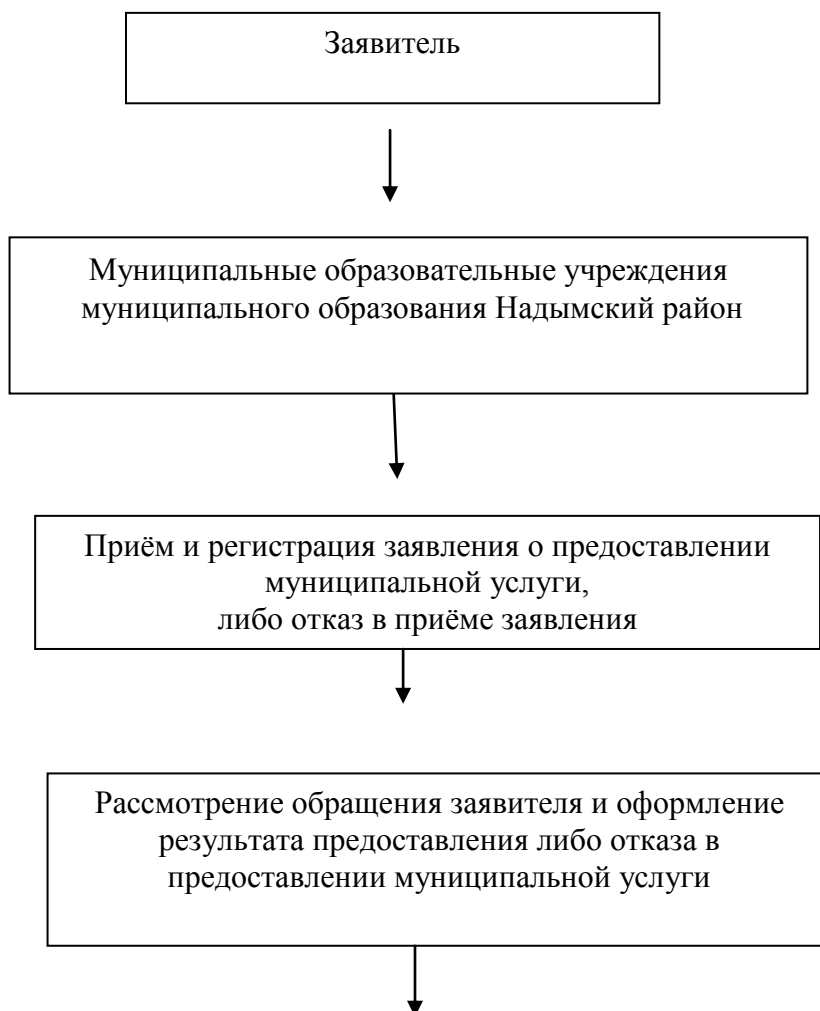 Заявитель
Муниципальные образовательные учреждения
муниципального образования Надымский район
Приём и регистрация заявления о предоставлении
муниципальной услуги,
либо отказ в приёме заявления
Рассмотрение обращения заявителя и оформление
результата предоставления либо отказа в
предоставлении муниципальной услуги